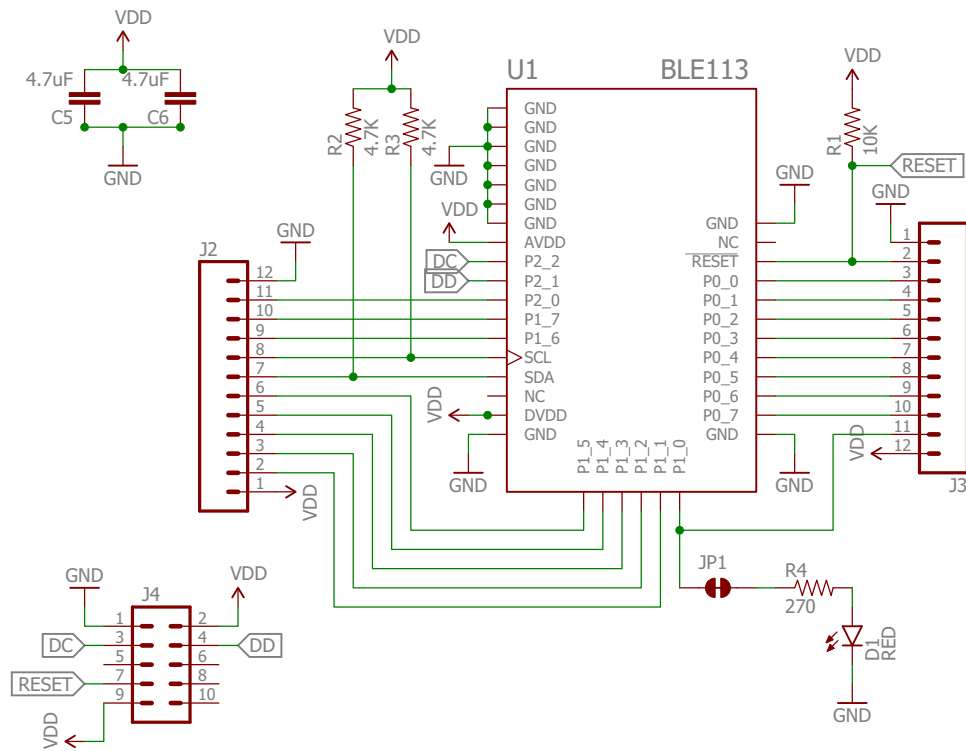 VDD
4.7uF 4.7uF
C5 C6
GND
VDD
R2 4.7K R3 4.7K
U1 BLE113
GND
GND
GND
GND
GND
GND
GND
AVDD
P2_2
P2_1
P2_0
P1_7
P1_6
SCL
SDA
NC
DVDD
GND
GND
NC
RESET
P0_0
P0_1
P0_2
P0_3
P0_4
P0_5
P0_6
P0_7
GND
P1_5 P1_4 P1_3 P1_2 P1_1 P1_0
GND
VDD
DC
DD
VDD
GND
VDD
R1 10K
RESET
GND
GND
GND
J2
GND
12
11
10
9
8
7
6
5
4
3
2
1
VDD
1
2
3
4
5
6
7
8
9
10
11
12
VDD
J3
JP1 R4
270
D1 RED
GND
GND VDD
J4
1 2
DC 3 4 DD
5 6
RESET 7 8
9 10
VDD